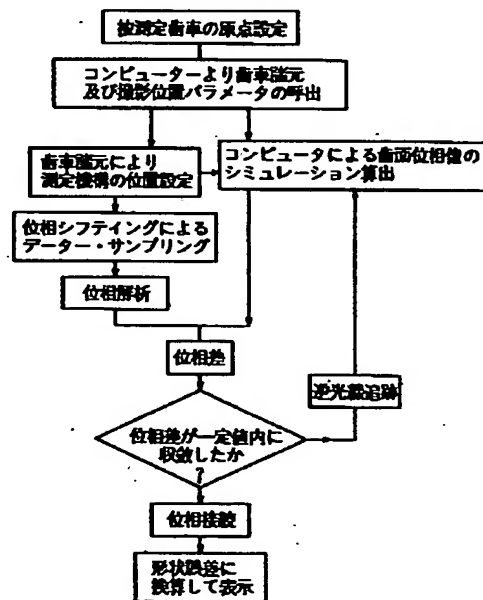 被測定歯車の原点設定
コンピューターより歯車諸元
及び撮影位置パラメータの呼出
歯車諸元により
測定機構の位置設定
コンピュータによる歯面位相値の
シミュレーション算出
位相シフティングによる
データー・サンプリング
位相解析
位相差
逆光線追跡
位相差が一定値内に
収斂したか
?
位相接続
形状誤差に
換算して表示